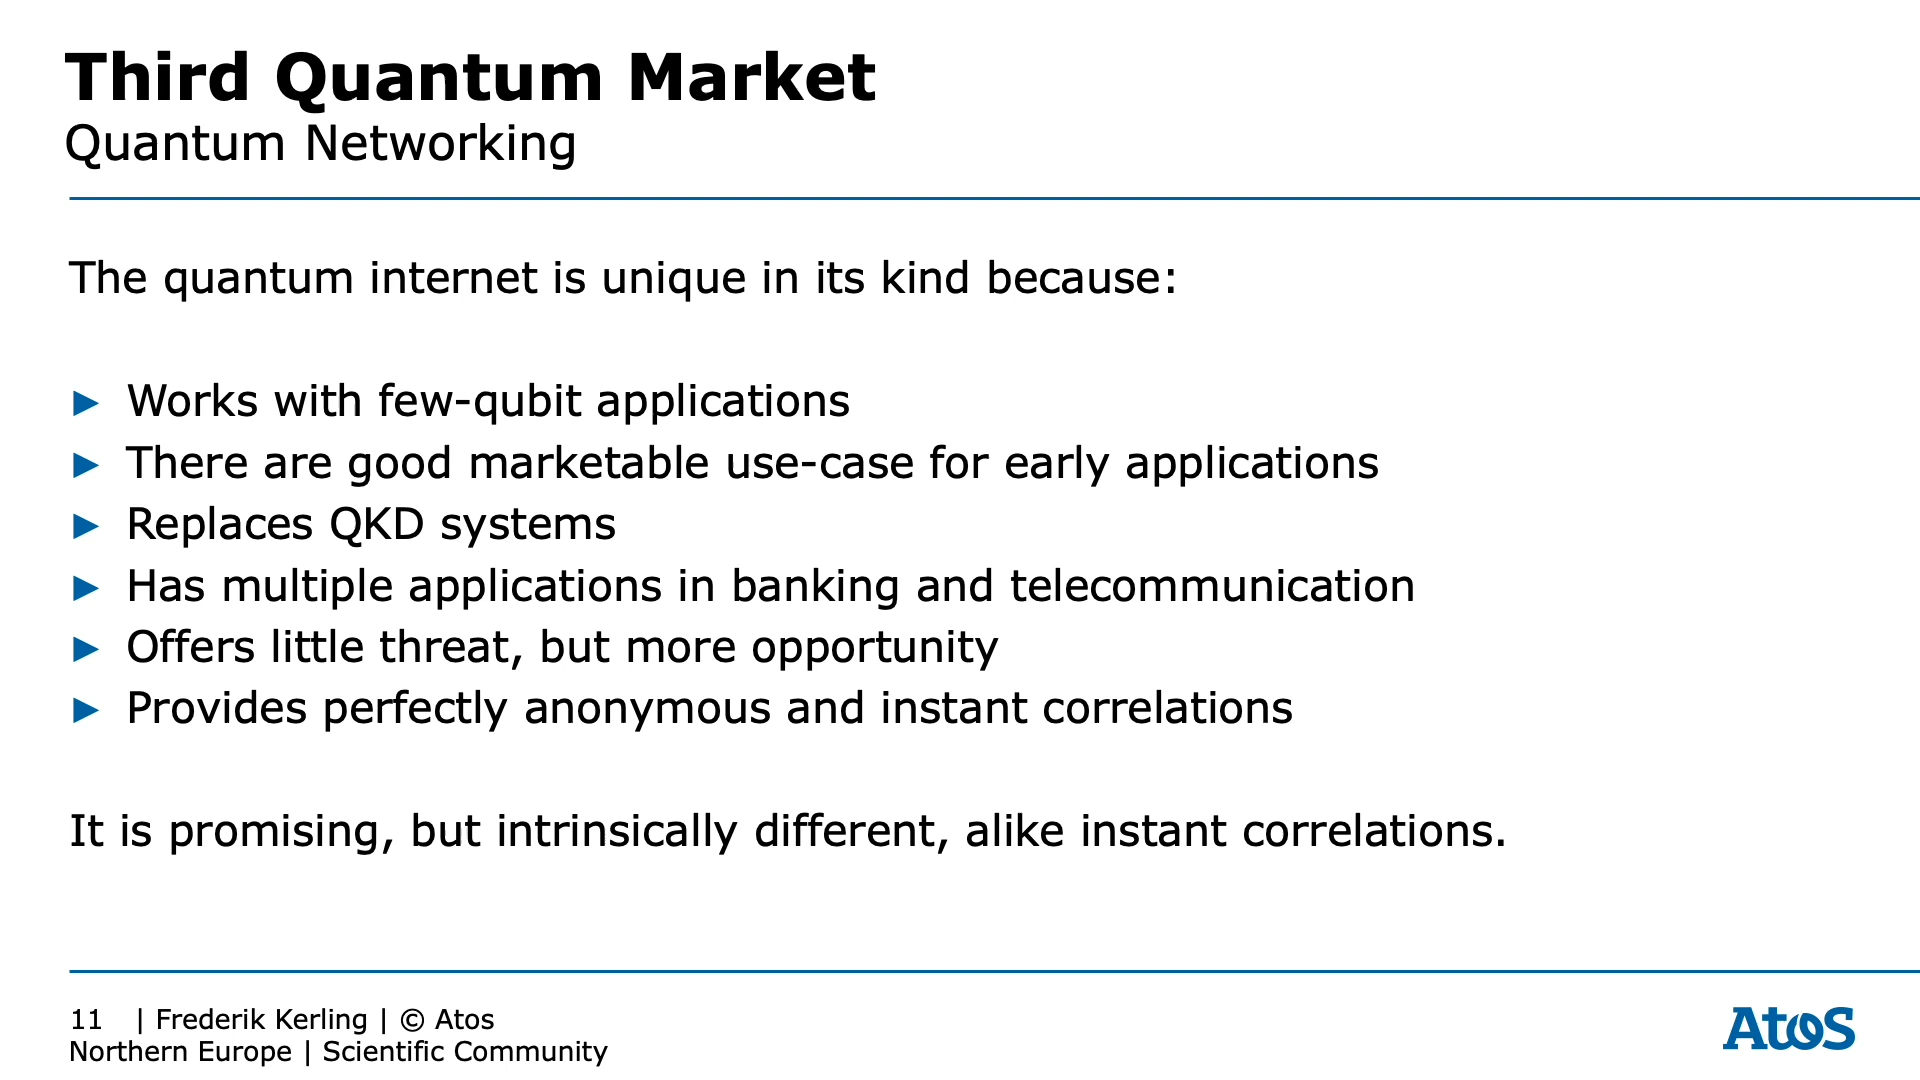 Third Quantum Market
Quantum Networking
The quantum internet is unique in its kind because:
► Works with few-qubit applications
► There are good marketable use-case for early applications
► Replaces QKD systems
► Has multiple applications in banking and telecommunication
► Offers little threat, but more opportunity
► Provides perfectly anonymous and instant correlations
It is promising, but intrinsically different, alike instant correlations.
11 | Frederik Kerling | © Atos
Northern Europe | Scientific Community
Atos